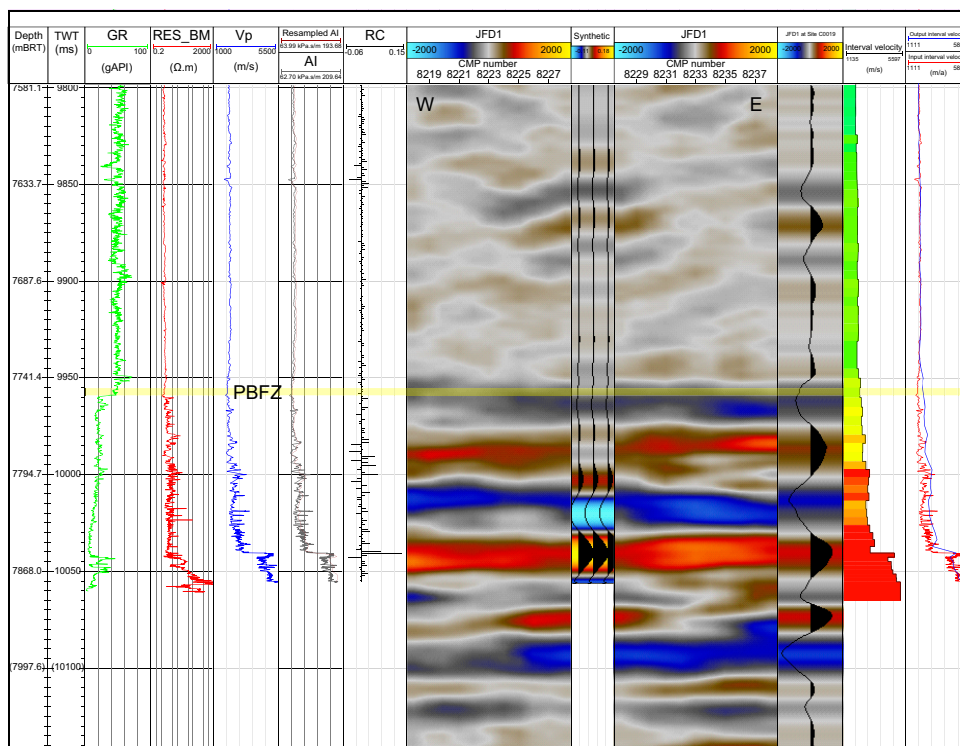 Depth TWT GR RES_BM Vp Resampled AI RC JFD1 Synthetic JFD1 JFD1 at Site C0019 Interval velocity
(mBRT) (ms) 0 100 0.2 2000 1000 5500 63.99 kPa.s/m 193.68 -0.06 0.15 -2000 2000 0.18 -2000 2000 -2000 2000 1135 5597
(gAPI) (Ω.m) (m/s) AI CMP number CMP number (m/s) (m/a)
62.70 kPa.s/m 209.64 8219 8221 8223 8225 8227 8229 8231 8233 8235 8237
Output interval
1111
Input interval
1111
7581.1 9800
W E
7633.7 9850
7687.6 9900
7741.4 9950
PBFZ
7794.7 10000
7868.0 10050
(7997.6) (10100)